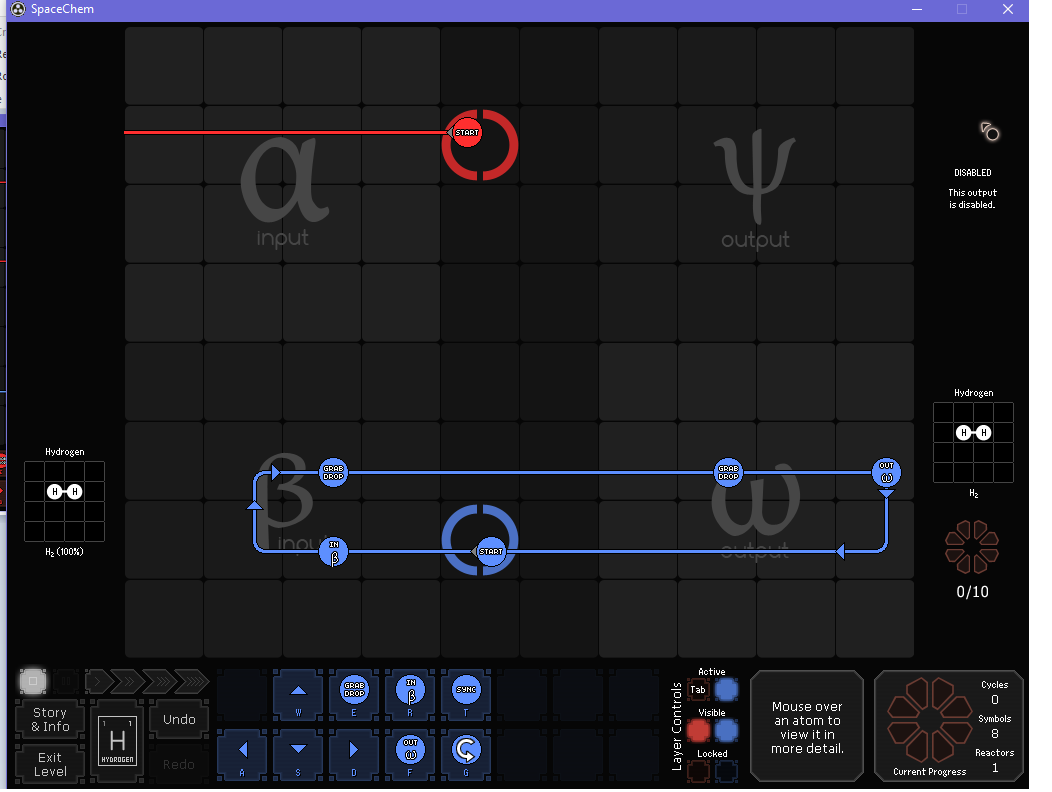 SpaceChem
START
α
input
ψ
output
DISABLED
This output
is disabled.
Hydrogen
H H
H₂
0/10
Hydrogen
H H
H₂ (100%)
GRAB
DROP
GRAB
DROP
OUT
ω
β
input
IN
β
START
ω
output
Story
& Info
Exit
Level
1 1
H
HYDROGEN
Undo
Redo
W
GRAB
DROP
E
IN
β
R
SYNC
T
A
S
D
OUT
ω
F
G
Layer Controls
Active
Tab
Visible
Locked
Mouse over
an atom to
view it in
more detail.
Current Progress
Cycles
0
Symbols
8
Reactors
1